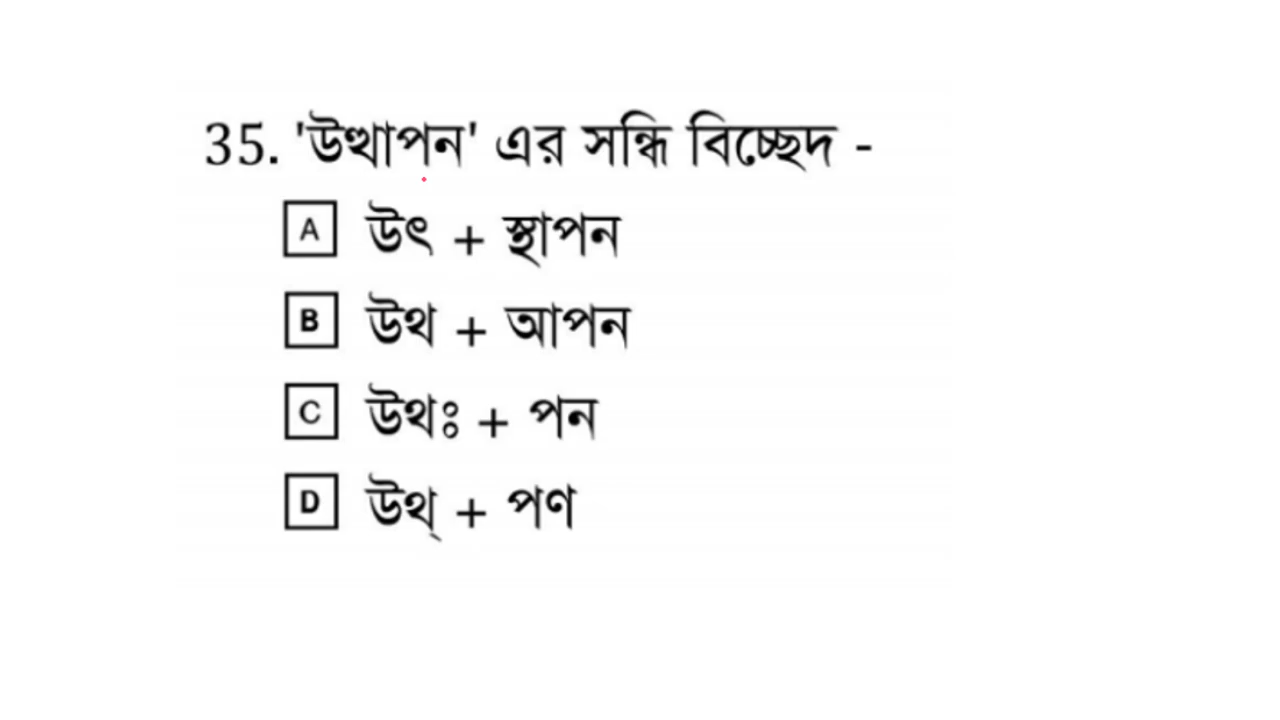 35. 'উত্থাপন' এর সন্ধি বিচ্ছেদ -
A উৎ + স্থাপন
B উথ + আপন
C উথঃ + পন
D উথ্ + পণ